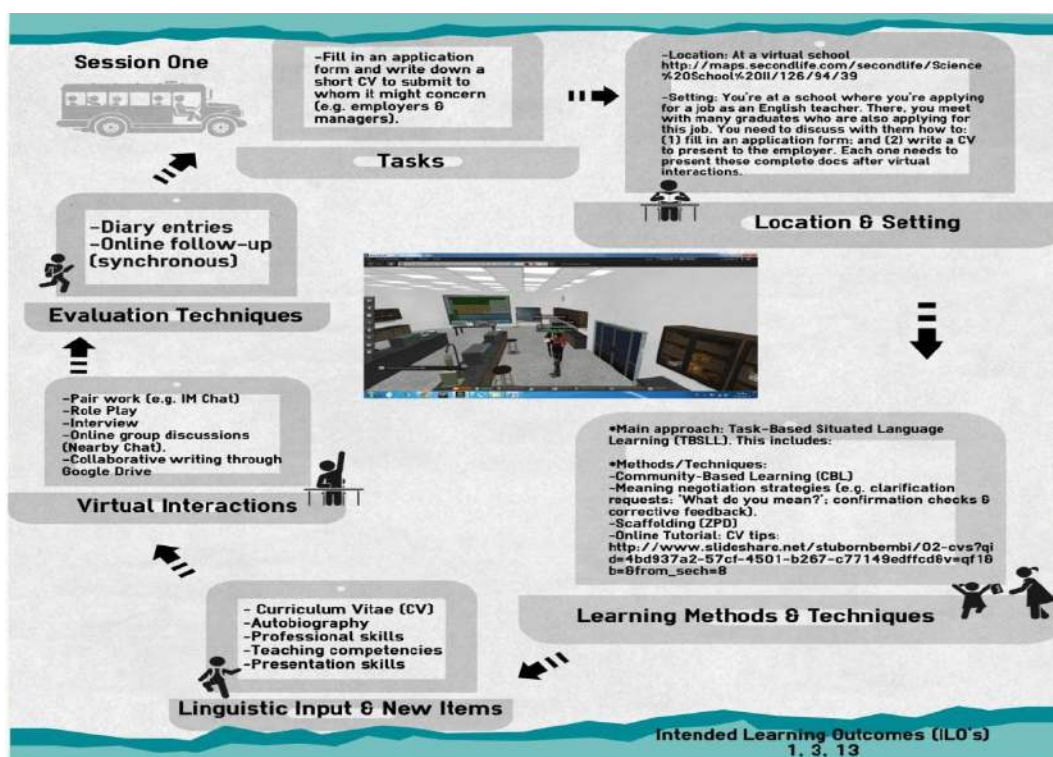 Session One
-Fill in an application
form and write down a
short CV to submit to
whom it might concern
(e.g. employers &
managers).
Tasks
-Location: At a virtual school
http://maps.secondlife.com/secondlife/Science
%20School%20II/126/94/39
-Setting: You're at a school where you're applying
for a job as an English teacher. There, you meet
with many graduates who are also applying for
this job. You need to discuss with them how to:
(1) fill in an application form; and (2) write a CV
to present to the employer. Each one needs to
present these complete docs after virtual
interactions.
Location & Setting
*Main approach: Task-Based Situated Language
Learning (TBSLL). This includes:
*Methods/Techniques:
-Community-Based Learning (CBL)
-Meaning negotiation strategies (e.g. clarification
requests: 'What do you mean?'; confirmation checks &
corrective feedback).
-Scaffolding (ZPD)
-Online Tutorial: CV tips:
http://www.slideshare.net/stubornbembi/02-cvs?qi
d=4bd937a2-57cf-4501-b267-c77149edffcd&v=qf1&
b=&from_sech=8
Learning Methods & Techniques
- Curriculum Vitae (CV)
-Autobiography
-Professional skills
-Teaching competencies
-Presentation skills
Linguistic Input & New Items
-Pair work (e.g. IM Chat)
-Role Play
-Interview
-Online group discussions
(Nearby Chat).
-Collaborative writing through
Google Drive
Virtual Interactions
-Diary entries
-Online follow-up
(synchronous)
Evaluation Techniques
Intended Learning Outcomes (ILO's)
1, 3, 13